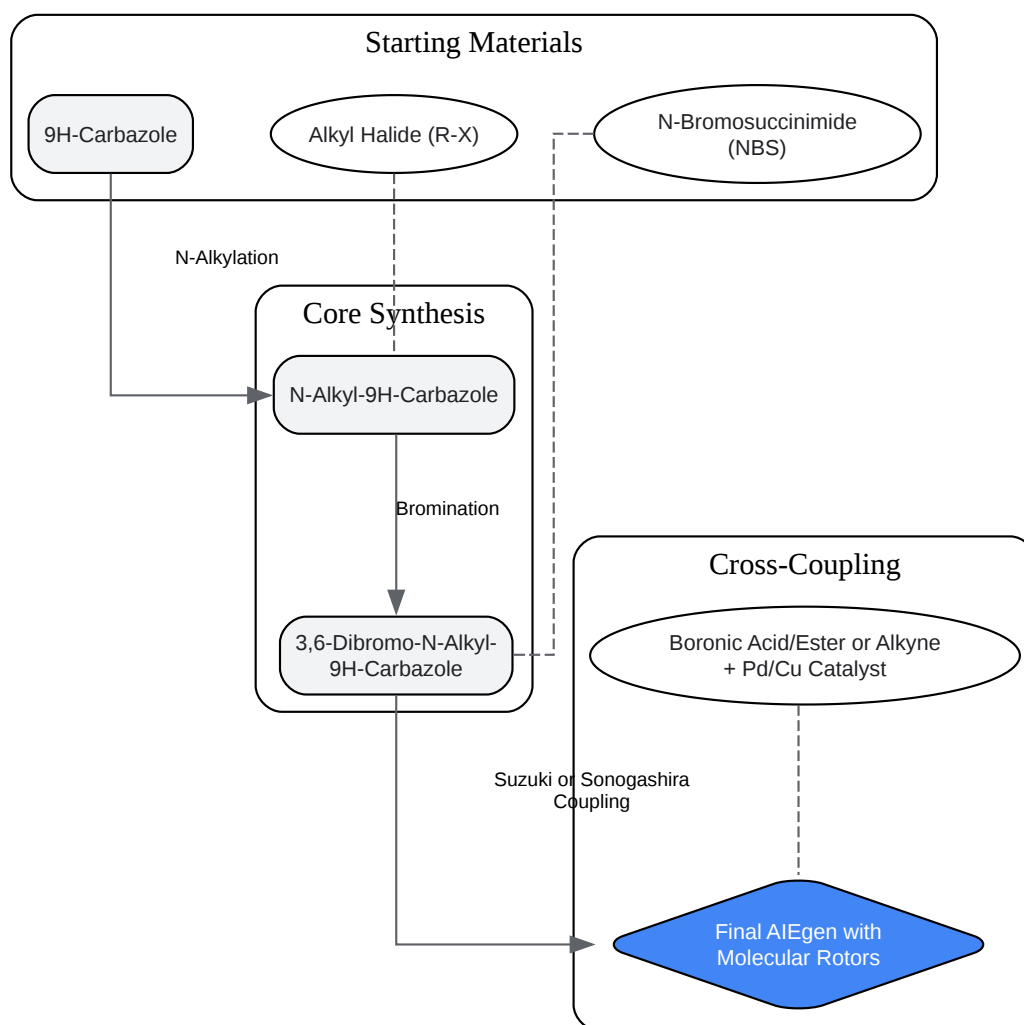 Starting Materials
9H-Carbazole
Alkyl Halide (R-X)
N-Bromosuccinimide
(NBS)
N-Alkylation
Core Synthesis
N-Alkyl-9H-Carbazole
Bromination
Cross-Coupling
3,6-Dibromo-N-Alkyl-
9H-Carbazole
Boronic Acid/Ester or Alkyne
+ Pd/Cu Catalyst
Suzuki or Sonogashira
Coupling
Final AIEgen with
Molecular Rotors